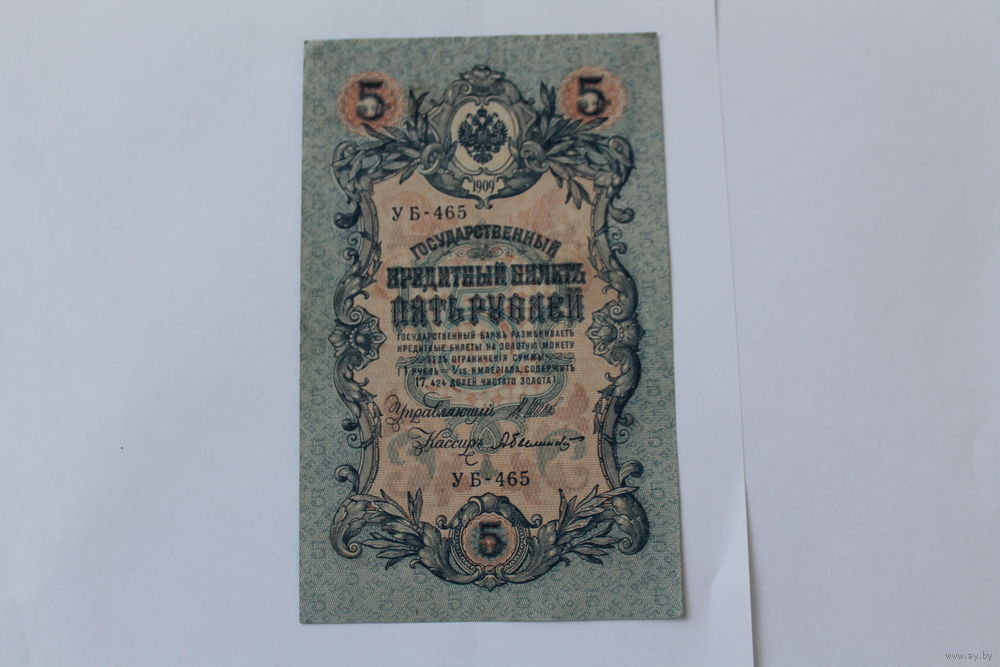 5 5
1909
УБ-465
ГОСУДАРСТВЕННЫЙ
КРЕДИТНЫЙ БИЛЕТЪ
ПЯТЬ РУБЛЕЙ
ГОСУДАРСТВЕННЫЙ БАНКЪ РАЗМѢНИВАЕТЪ
КРЕДИТНЫЕ БИЛЕТЫ НА ЗОЛОТУЮ МОНЕТУ
БЕЗЪ ОГРАНИЧЕНІЯ СУММЫ
(1 РУБЛЬ = 1/15 ИМПЕРІАЛА, СОДЕРЖИТЪ
17,424 ДОЛЕЙ ЧИСТАГО ЗОЛОТА)
Управляющій
Кассиръ
УБ-465
5
www.ay.by